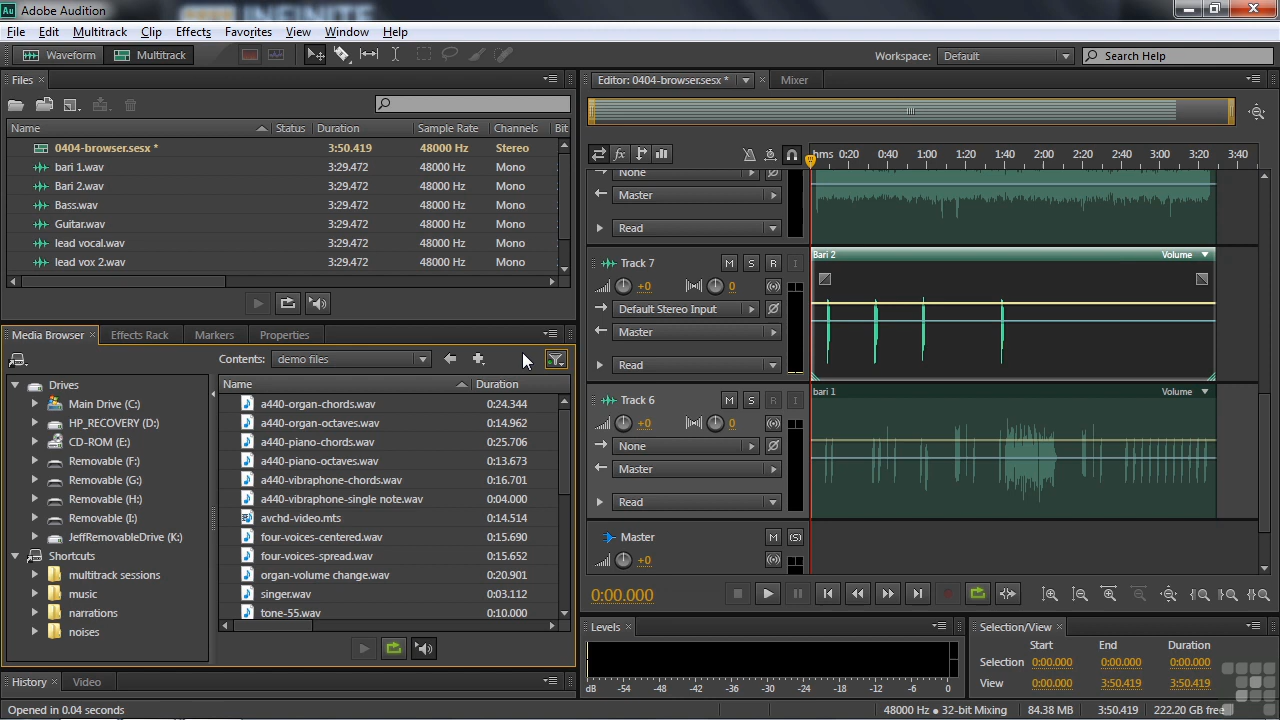 Au Adobe Audition
INFINITE
File Edit Multitrack Clip Effects Favorites View Window Help
Waveform Multitrack Workspace: Default Search Help
Files ×
Name Status Duration Sample Rate Channels Bit
0404-browser.sesx * 3:50.419 48000 Hz Stereo
bari 1.wav 3:29.472 48000 Hz Mono
Bari 2.wav 3:29.472 48000 Hz Mono
Bass.wav 3:29.472 48000 Hz Mono
Guitar.wav 3:29.472 48000 Hz Mono
lead vocal.wav 3:29.472 48000 Hz Mono
lead vox 2.wav 3:29.472 48000 Hz Mono
Media Browser × Effects Rack Markers Properties
Contents: demo files
Drives
Main Drive (C:)
HP_RECOVERY (D:)
CD-ROM (E:)
Removable (F:)
Removable (G:)
Removable (H:)
Removable (I:)
JeffRemovableDrive (K:)
Shortcuts
multitrack sessions
music
narrations
noises
Name Duration
a440-organ-chords.wav 0:24.344
a440-organ-octaves.wav 0:14.962
a440-piano-chords.wav 0:25.706
a440-piano-octaves.wav 0:13.673
a440-vibraphone-chords.wav 0:16.701
a440-vibraphone-single note.wav 0:04.000
avchd-video.mts 0:14.514
four-voices-centered.wav 0:15.690
four-voices-spread.wav 0:15.652
organ-volume change.wav 0:20.901
singer.wav 0:03.112
tone-55.wav 0:10.000
History × Video
Opened in 0.04 seconds
Editor: 0404-browser.sesx * × Mixer
fx
hms 0:20 0:40 1:00 1:20 1:40 2:00 2:20 2:40 3:00 3:20 3:40
None
Master
Read
Track 7 M S R I
+0 0
Default Stereo Input
Master
Read
Bari 2 Volume
Track 6 M S R I
+0 0
None
Master
Read
bari 1 Volume
Master M (S)
+0
0:00.000
Levels ×
dB -54 -48 -42 -36 -30 -24 -18 -12 -6 0
Selection/View ×
Start End Duration
Selection 0:00.000 0:00.000 0:00.000
View 0:00.000 3:50.419 3:50.419
48000 Hz ● 32-bit Mixing 84.38 MB 3:50.419 222.20 GB free